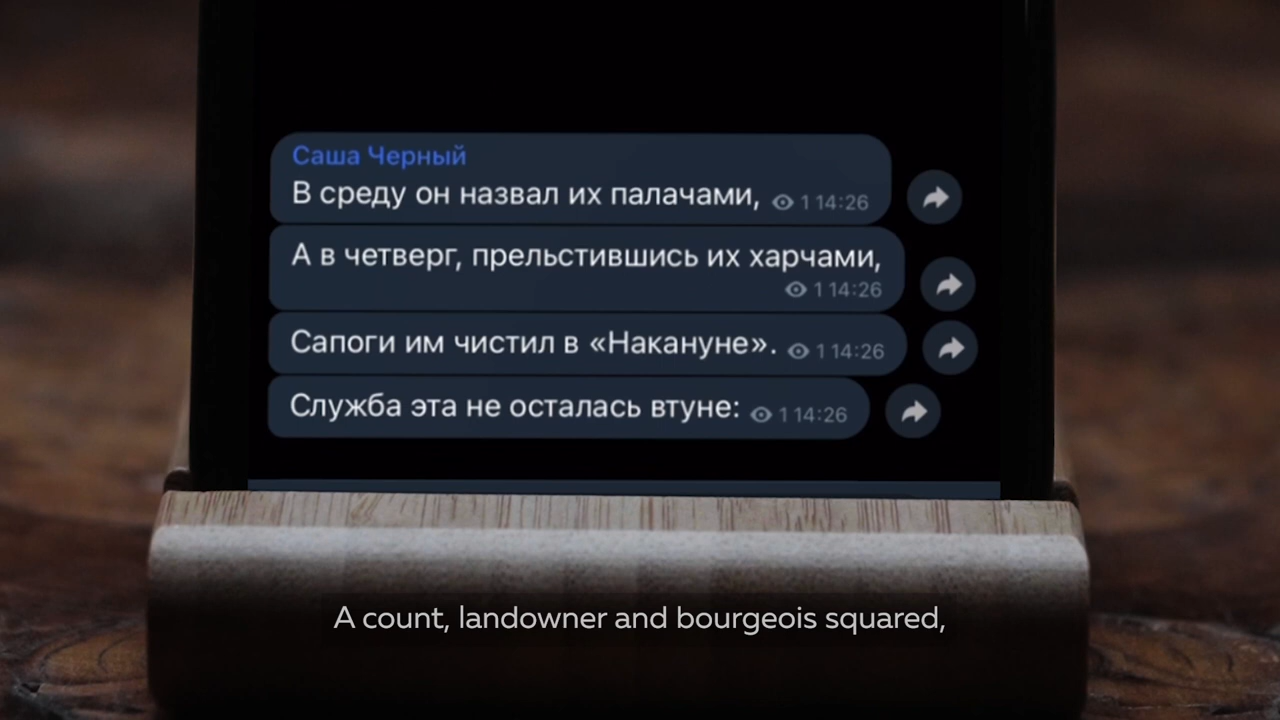 Саша Черный
В среду он назвал их палачами,
1 14:26
А в четверг, прельстившись их харчами,
1 14:26
Сапоги им чистил в «Накануне».
1 14:26
Служба эта не осталась втуне:
1 14:26
A count, landowner and bourgeois squared,